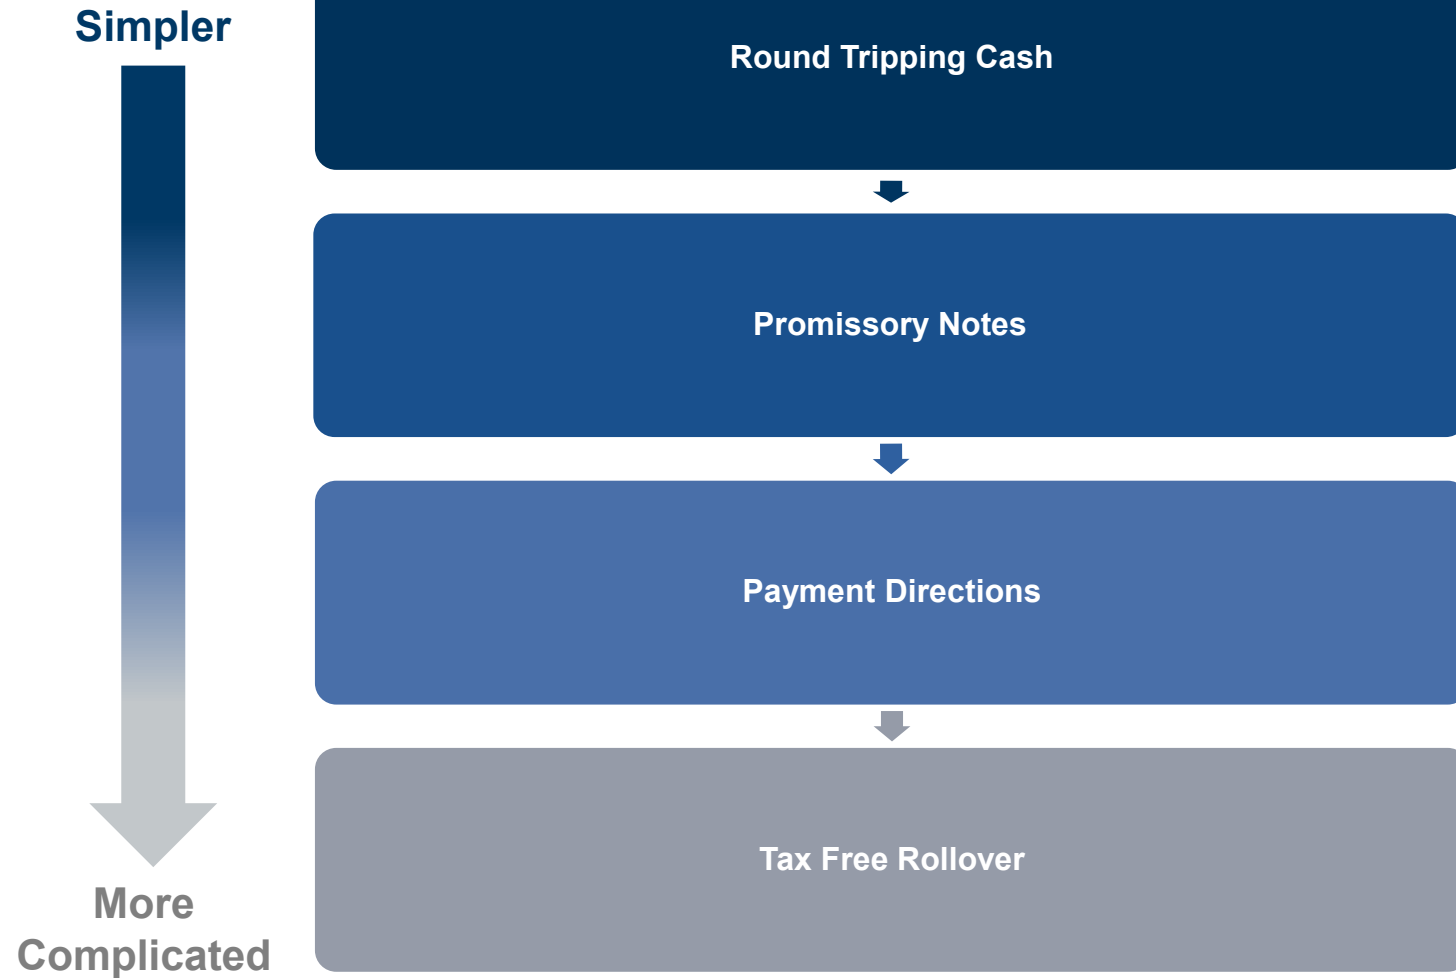 Simpler
Round Tripping Cash
Promissory Notes
Payment Directions
Tax Free Rollover
More
Complicated